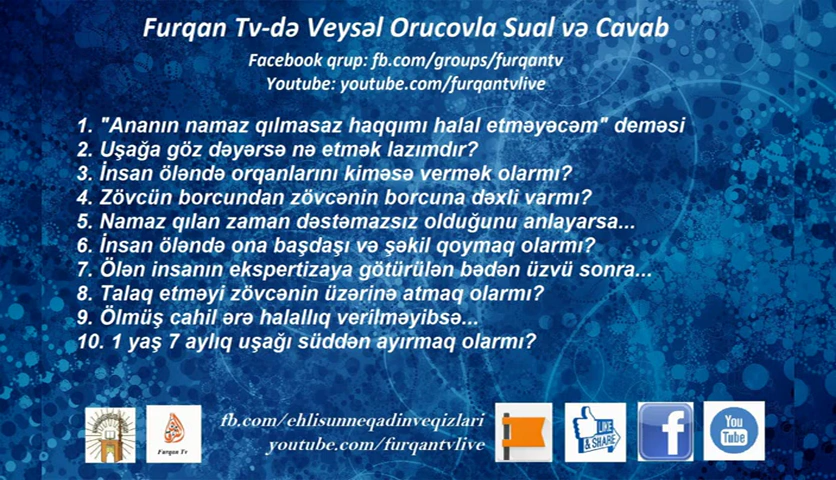 Furqan Tv-də Veysəl Orucovla Sual və Cavab
Facebook qrup: fb.com/groups/furqantv
Youtube: youtube.com/furqantvlive
1. "Ananın namaz qılmasaz haqqımı halal etməyəcəm" deməsi
2. Uşağa göz dəyərsə nə etmək lazımdır?
3. İnsan öləndə orqanlarını kiməsə vermək olarmı?
4. Zövcün borcundan zövcənin borcuna dəxli varmı?
5. Namaz qılan zaman dəstəmazsız olduğunu anlayarsa...
6. İnsan öləndə ona başdaşı və şəkil qoymaq olarmı?
7. Ölən insanın ekspertizaya götürülən bədən üzvü sonra...
8. Talaq etməyi zövcənin üzərinə atmaq olarmı?
9. Ölmüş cahil ərə halallıq verilməyibsə...
10. 1 yaş 7 aylıq uşağı süddən ayırmaq olarmı?
fb.com/ehlisunneqadinveqizlari
youtube.com/furqantvlive
Furqan Tv
LIKE
& SHARE
f
You
Tube